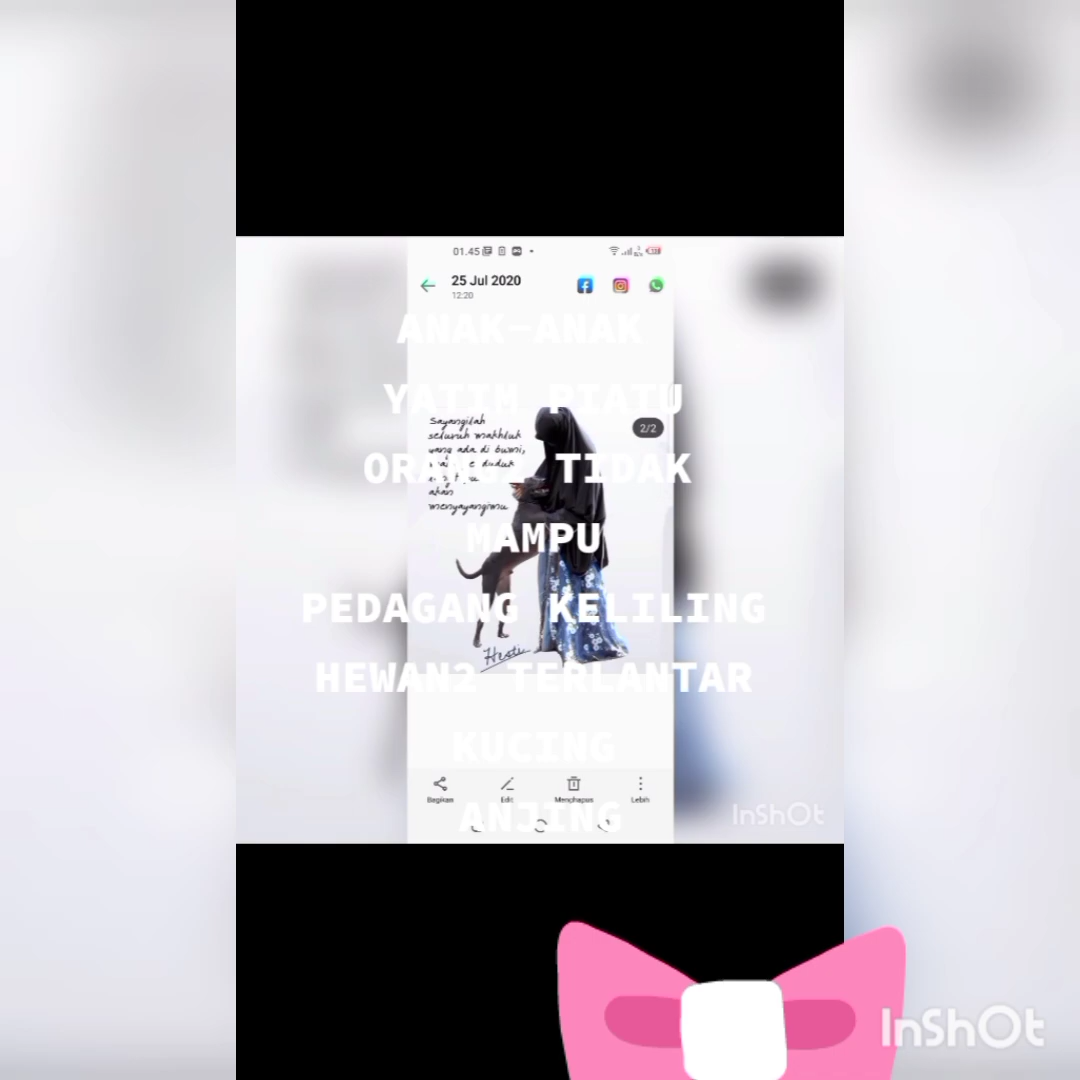 01.45
25 Jul 2020
12:20
ANAK-ANAK
YATIM PIATU
2/2
Sayangilah
seluruh makhluk
yang ada di bumi,
akan
menyayangimu
TIDAK
MAMPU
PEDAGANG KELILING
Hesti
HEWAN2 TERLANTAR
KUCING
Bagikan Edit Menghapus Lebih
ANJING
InShOt
InShOt